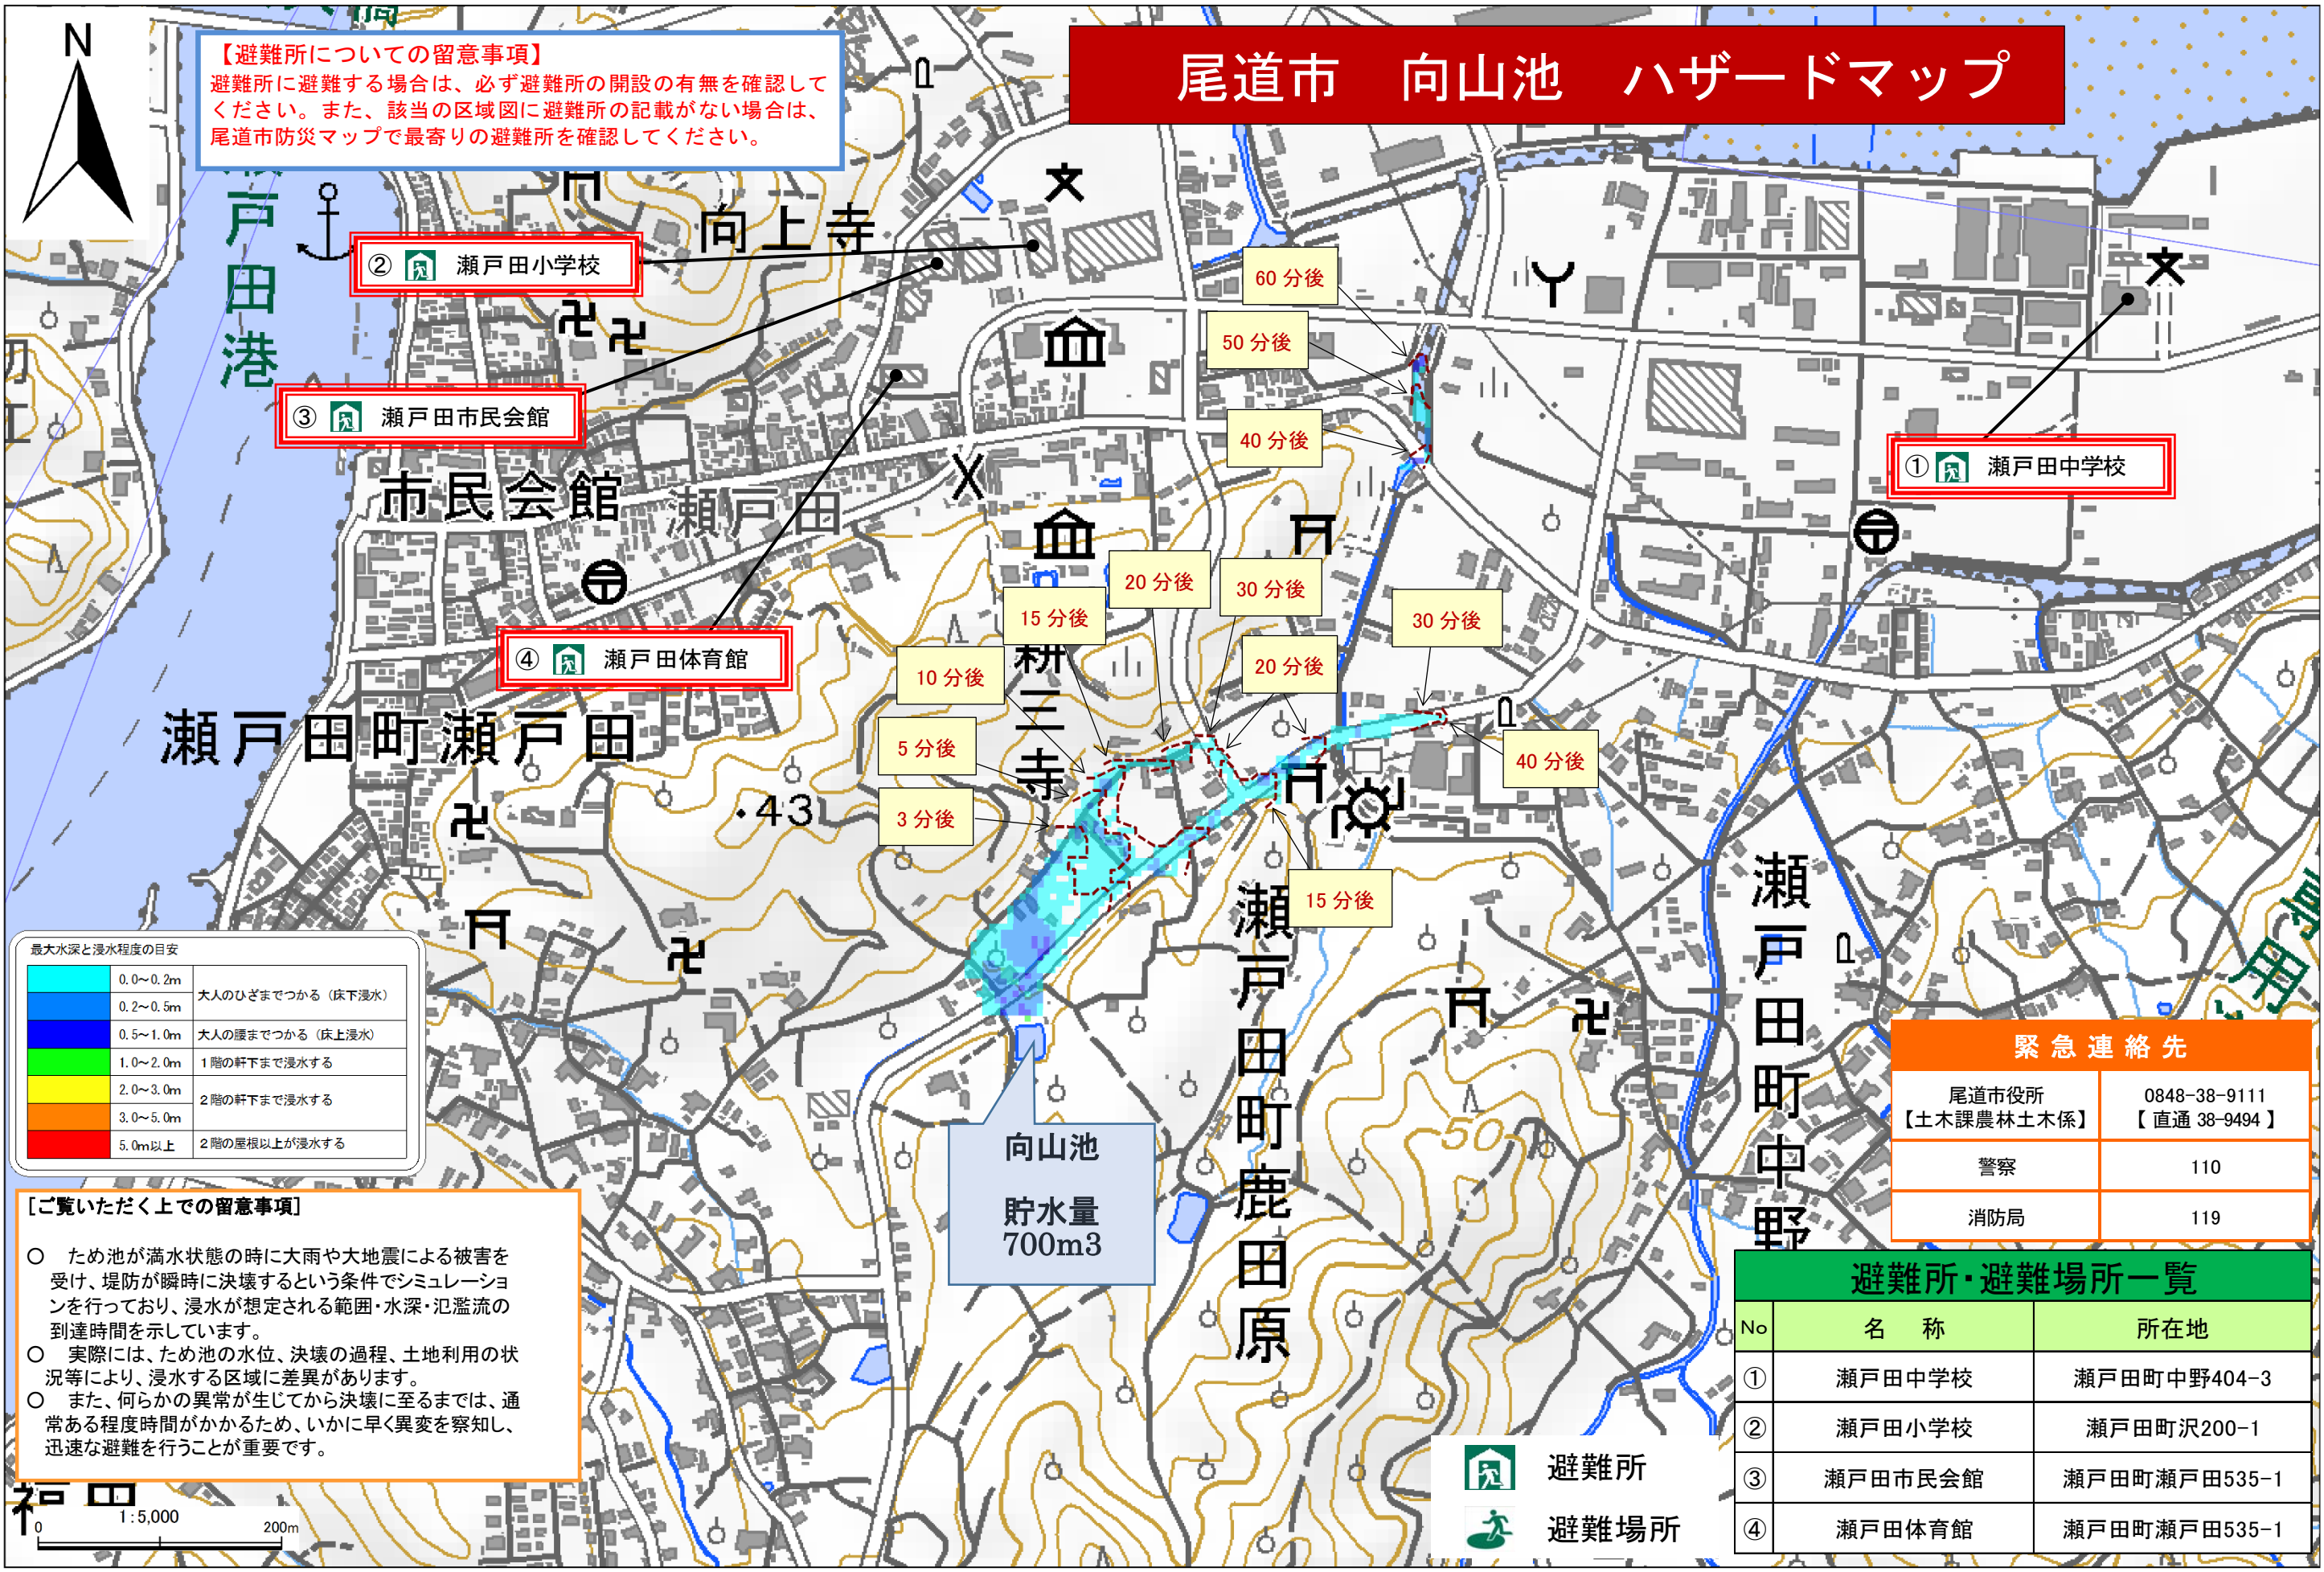 尾道市　向山池　ハザードマップ
N
【避難所についての留意事項】
避難所に避難する場合は、必ず避難所の開設の有無を確認して
ください。また、該当の区域図に避難所の記載がない場合は、
尾道市防災マップで最寄りの避難所を確認してください。
戸田港
向上寺
② 瀬戸田小学校
③ 瀬戸田市民会館
① 瀬戸田中学校
④ 瀬戸田体育館
市民会館
瀬戸田
耕三寺
瀬戸田町瀬戸田
・43
50
瀬戸田町鹿田原
瀬戸田町中野
60 分後
50 分後
40 分後
20 分後
30 分後
15 分後
30 分後
20 分後
10 分後
5 分後
3 分後
40 分後
15 分後
向山池
貯水量
700m3
最大水深と浸水程度の目安
0.0～0.2m
大人のひざまでつかる（床下浸水）
0.2～0.5m
0.5～1.0m 大人の腰までつかる（床上浸水）
1.0～2.0m １階の軒下まで浸水する
2.0～3.0m
２階の軒下まで浸水する
3.0～5.0m
5.0m以上 ２階の屋根以上が浸水する
［ご覧いただく上での留意事項］
○　ため池が満水状態の時に大雨や大地震による被害を
受け、堤防が瞬時に決壊するという条件でシミュレーショ
ンを行っており、浸水が想定される範囲・水深・氾濫流の
到達時間を示しています。
○　実際には、ため池の水位、決壊の過程、土地利用の状
況等により、浸水する区域に差異があります。
○　また、何らかの異常が生じてから決壊に至るまでは、通
常ある程度時間がかかるため、いかに早く異変を察知し、
迅速な避難を行うことが重要です。
1:5,000
0 200m
緊急連絡先
尾道市役所 0848-38-9111
【土木課農林土木係】 【 直通 38-9494 】
警察 110
消防局 119
避難所・避難場所一覧
No 名　称 所在地
① 瀬戸田中学校 瀬戸田町中野404-3
② 瀬戸田小学校 瀬戸田町沢200-1
③ 瀬戸田市民会館 瀬戸田町瀬戸田535-1
④ 瀬戸田体育館 瀬戸田町瀬戸田535-1
避難所
避難場所